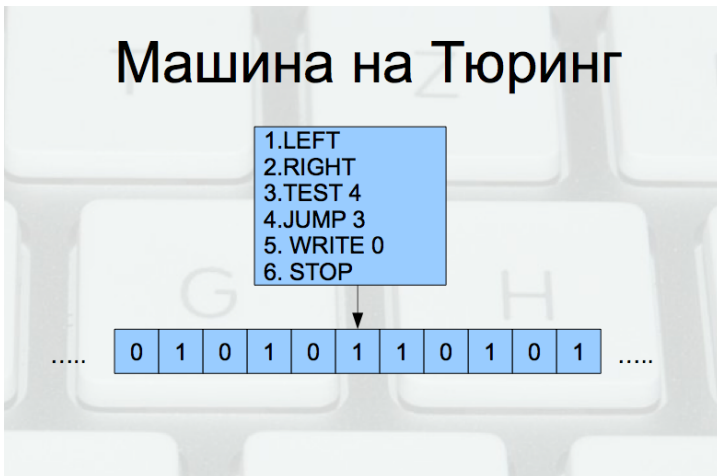 Машина на Тюринг
1.LEFT
2.RIGHT
3.TEST 4
4.JUMP 3
5. WRITE 0
6. STOP
..... 0 1 0 1 0 1 1 0 1 0 1 .....
G H